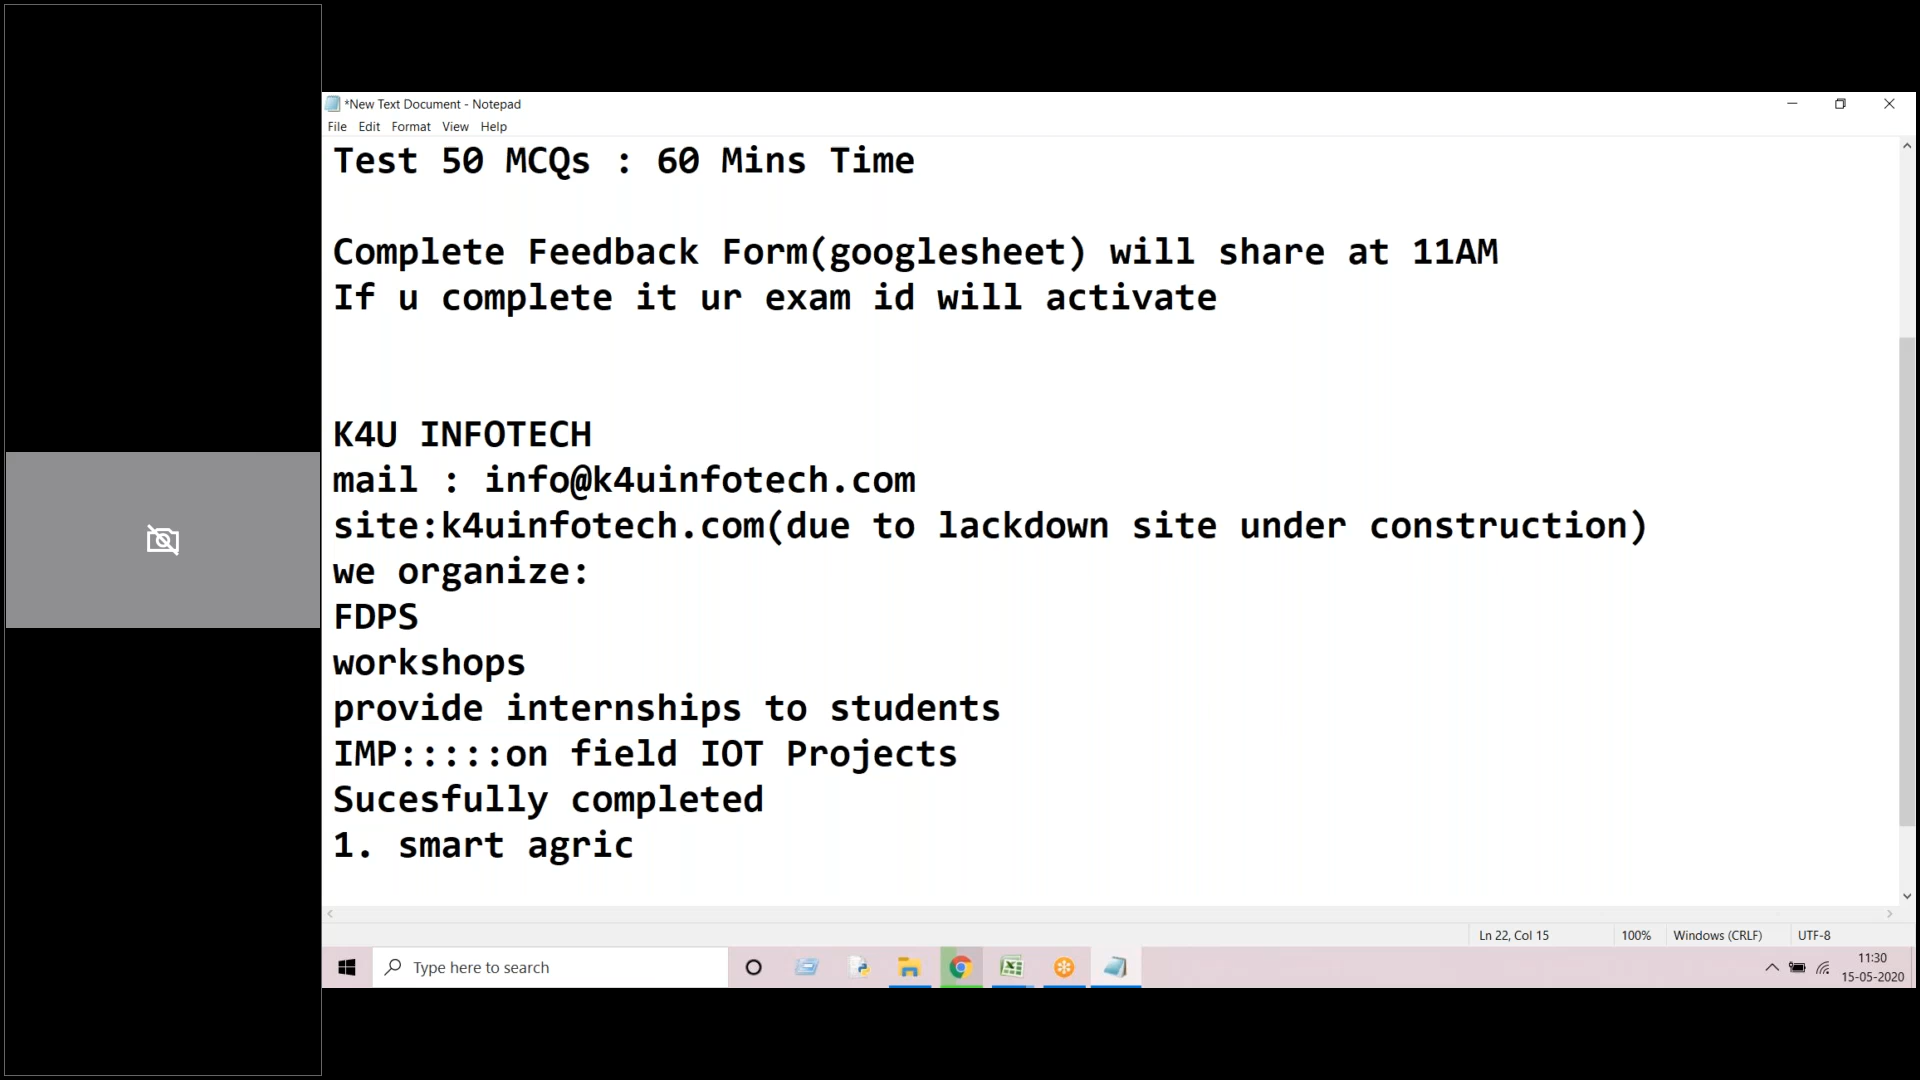 *New Text Document - Notepad
File Edit Format View Help
Test 50 MCQs : 60 Mins Time
Complete Feedback Form(googlesheet) will share at 11AM
If u complete it ur exam id will activate
K4U INFOTECH
mail : info@k4uinfotech.com
site:k4uinfotech.com(due to lackdown site under construction)
we organize:
FDPS
workshops
provide internships to students
IMP:::::on field IOT Projects
Sucesfully completed
1. smart agric
Ln 22, Col 15 100% Windows (CRLF) UTF-8
Type here to search
11:30
15-05-2020